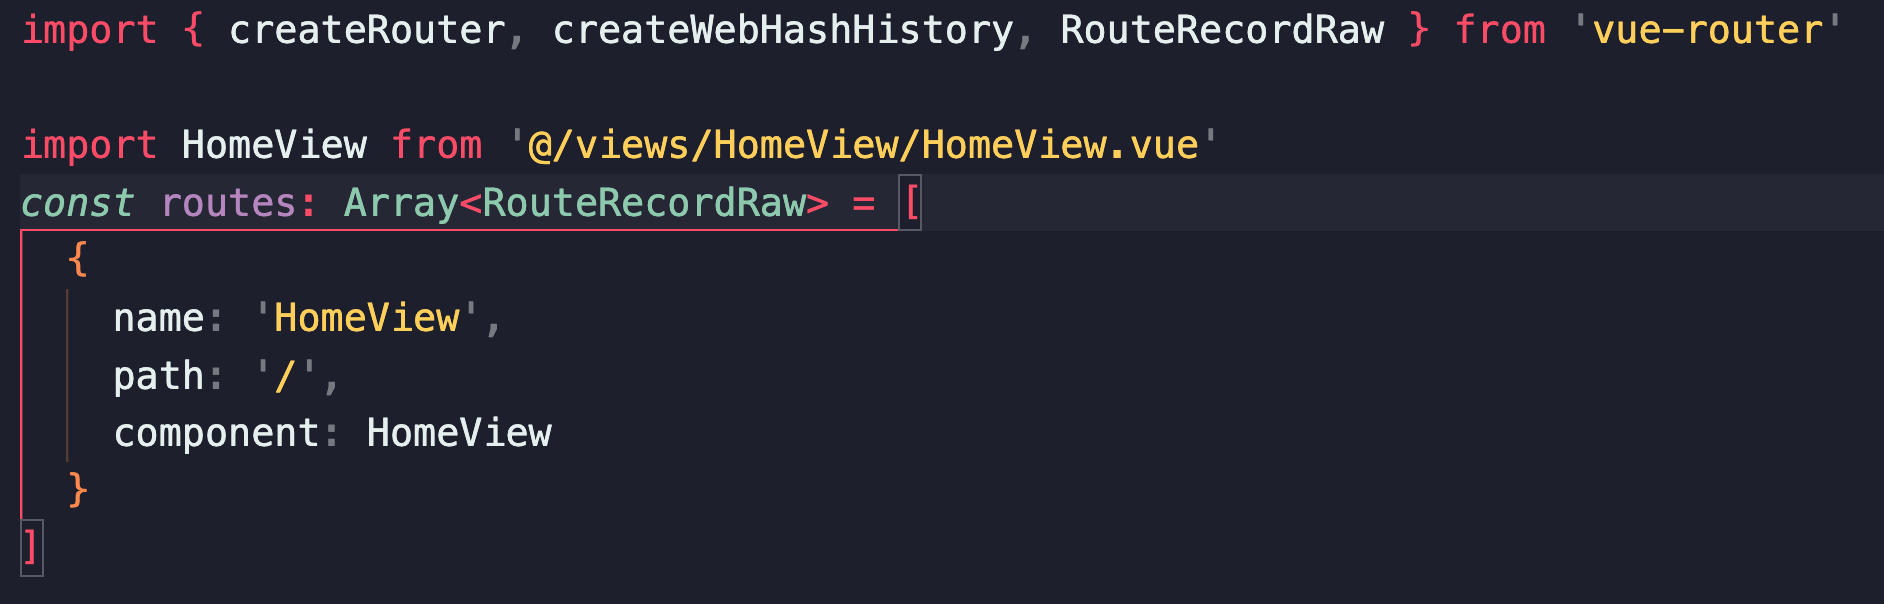 import { createRouter, createWebHashHistory, RouteRecordRaw } from 'vue-router'
import HomeView from '@/views/HomeView/HomeView.vue'
const routes: Array<RouteRecordRaw> = [
  {
    name: 'HomeView',
    path: '/',
    component: HomeView
  }
]